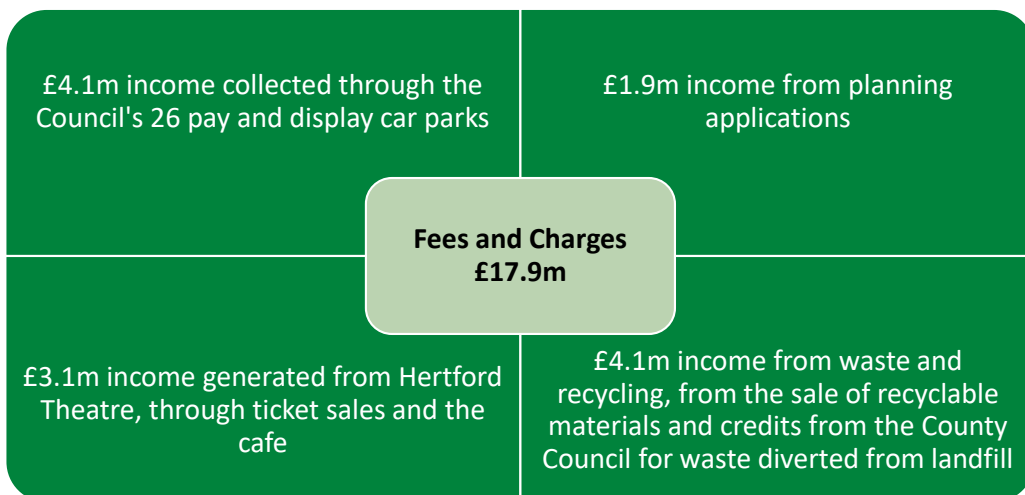 £4.1m income collected through the
Council's 26 pay and display car parks
£1.9m income from planning
applications
Fees and Charges
£17.9m
£3.1m income generated from Hertford
Theatre, through ticket sales and the
cafe
£4.1m income from waste and
recycling, from the sale of recyclable
materials and credits from the County
Council for waste diverted from landfill